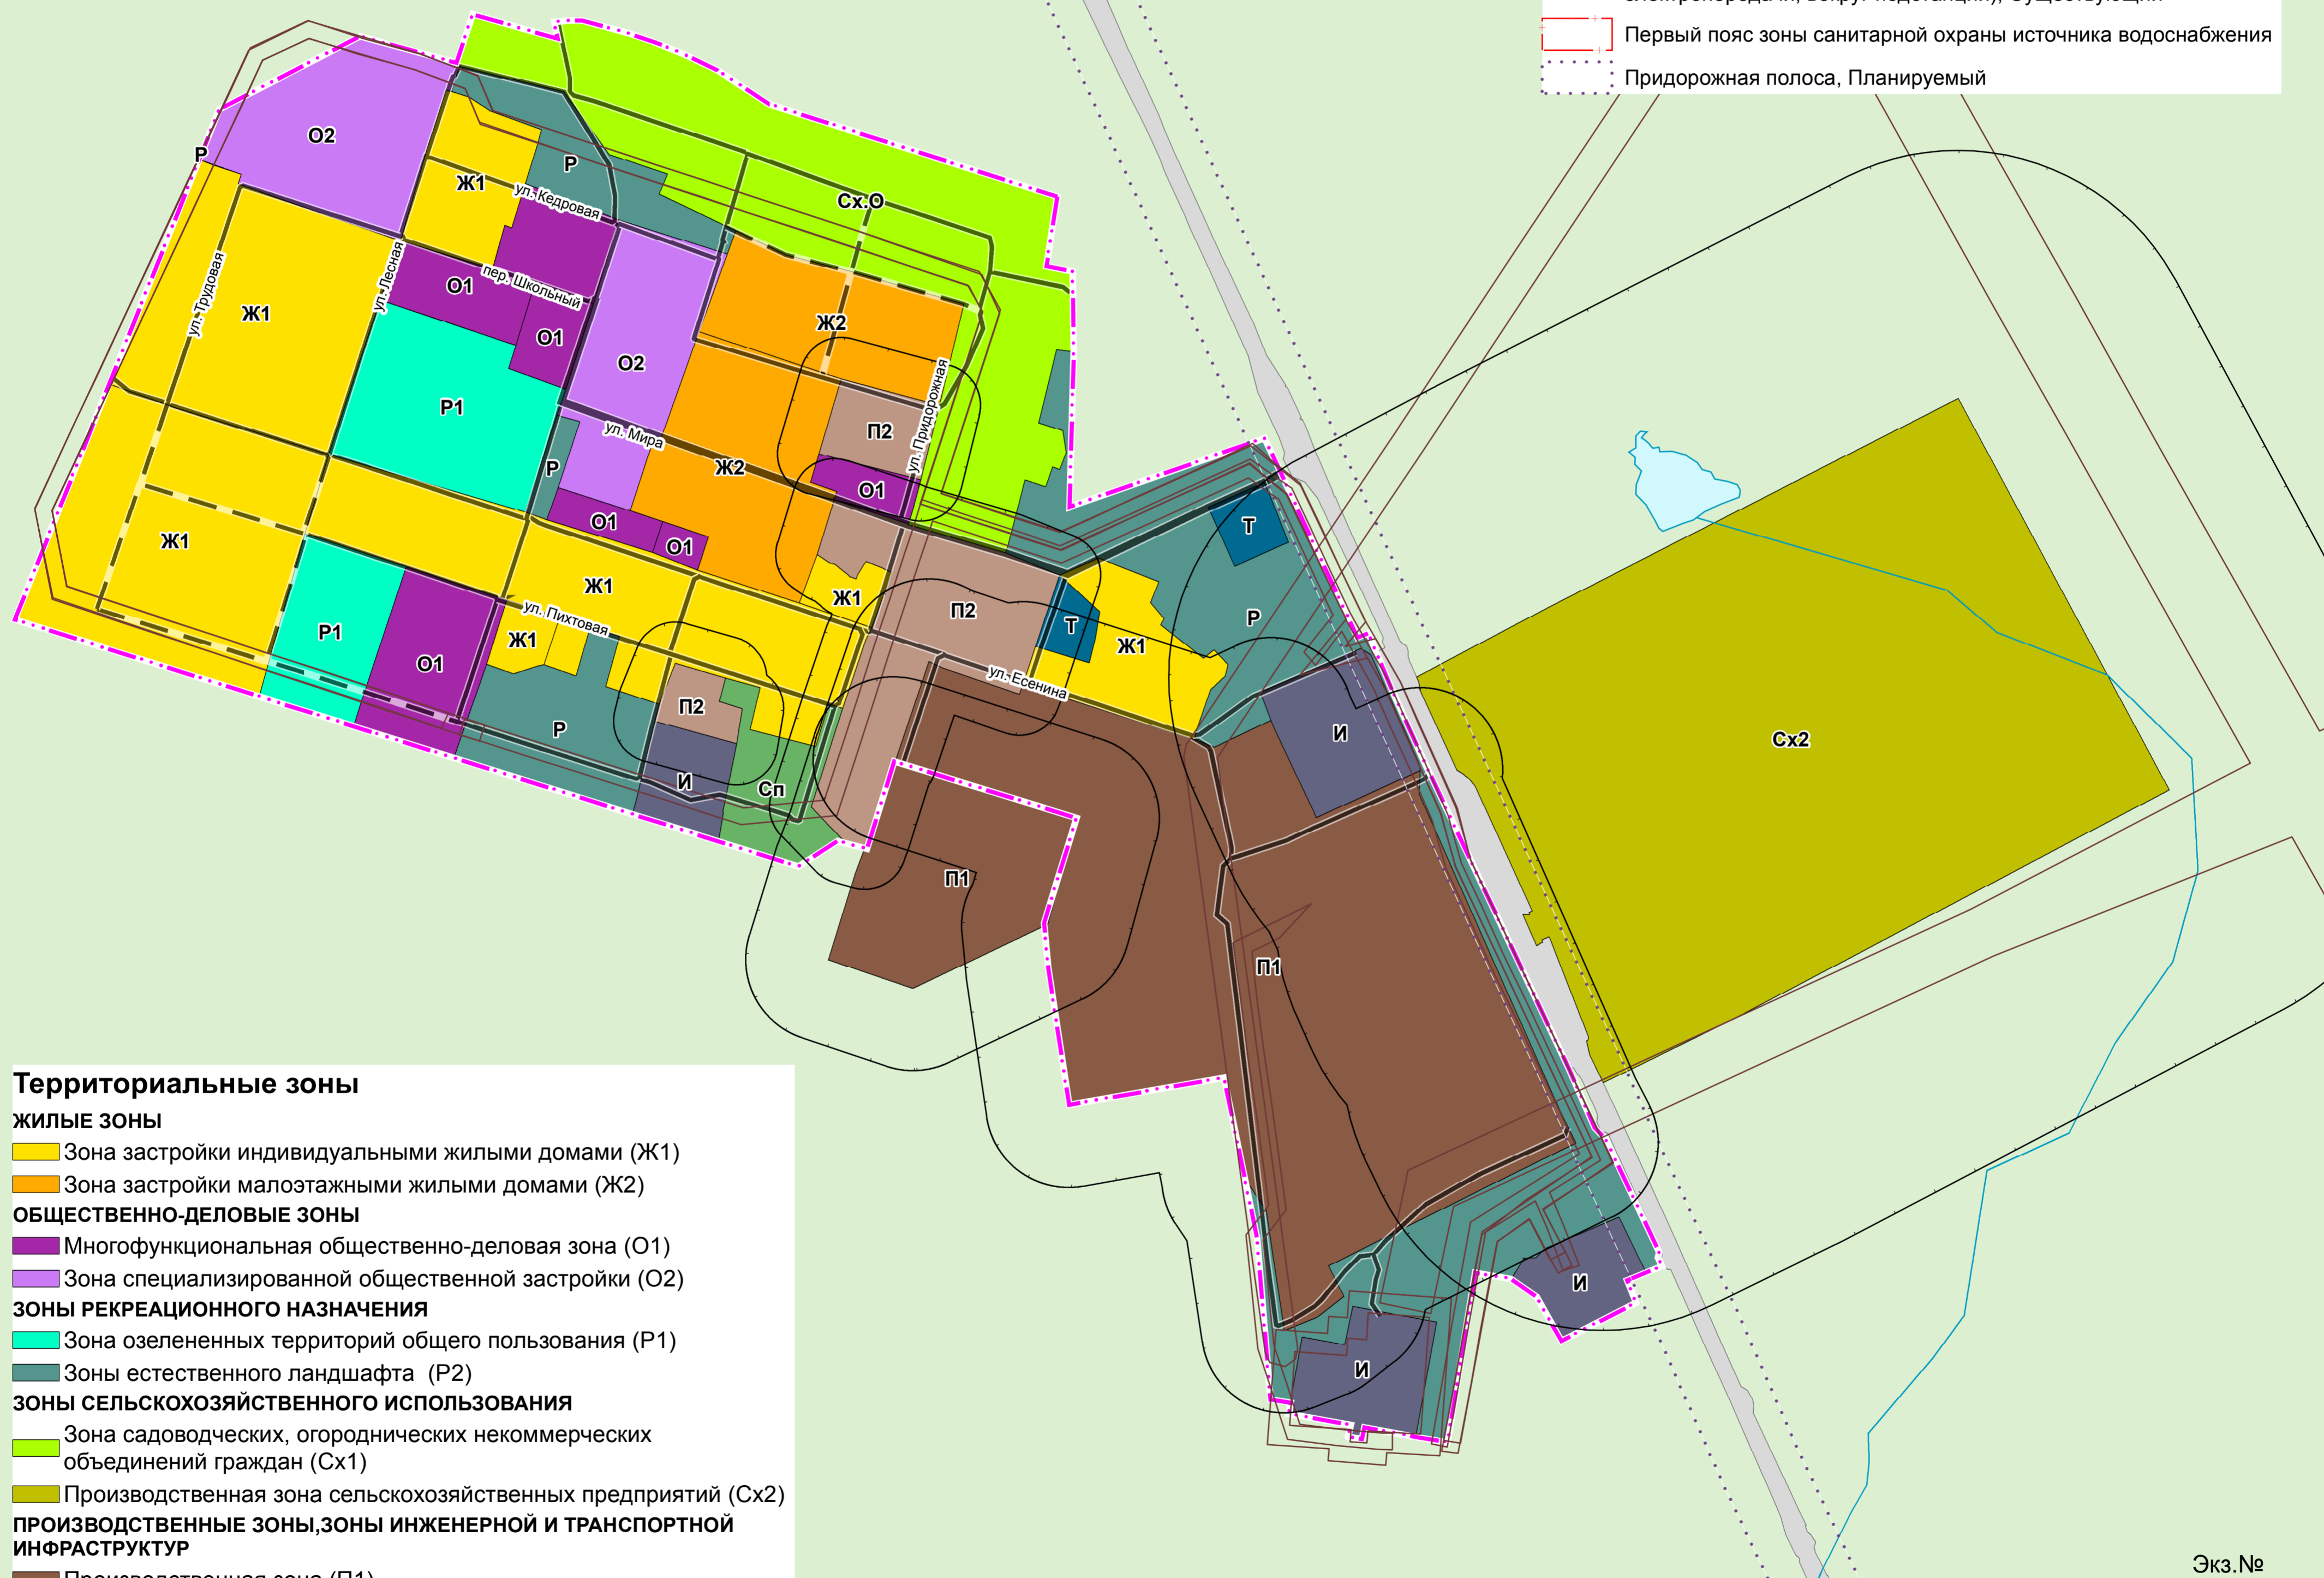 Первый пояс зоны санитарной охраны источника водоснабжения
Придорожная полоса, Планируемый
О2
Р
Р
Ж1
ул. Кедровая
Сх.О
ул. Трудовая
Ж1
ул. Лесная
О1
пер. Школьный
О1
О2
Ж2
Р1
ул. Мира
П2
ул. Придорожная
Р
Ж2
О1
О1
О1
Т
Ж1
Ж1
ул. Пихтовая
Ж1
П2
Т
Р
Р1
О1
Ж1
Ж1
ул. Есенина
П2
Р
И
Сх2
И
Сп
П1
П1
И
И
Территориальные зоны
ЖИЛЫЕ ЗОНЫ
Зона застройки индивидуальными жилыми домами (Ж1)
Зона застройки малоэтажными жилыми домами (Ж2)
ОБЩЕСТВЕННО-ДЕЛОВЫЕ ЗОНЫ
Многофункциональная общественно-деловая зона (О1)
Зона специализированной общественной застройки (О2)
ЗОНЫ РЕКРЕАЦИОННОГО НАЗНАЧЕНИЯ
Зона озелененных территорий общего пользования (Р1)
Зоны естественного ландшафта (Р2)
ЗОНЫ СЕЛЬСКОХОЗЯЙСТВЕННОГО ИСПОЛЬЗОВАНИЯ
Зона садоводческих, огороднических некоммерческих
объединений граждан (Сх1)
Производственная зона сельскохозяйственных предприятий (Сх2)
ПРОИЗВОДСТВЕННЫЕ ЗОНЫ,ЗОНЫ ИНЖЕНЕРНОЙ И ТРАНСПОРТНОЙ
ИНФРАСТРУКТУР
Производственная зона (П1)
Экз.№